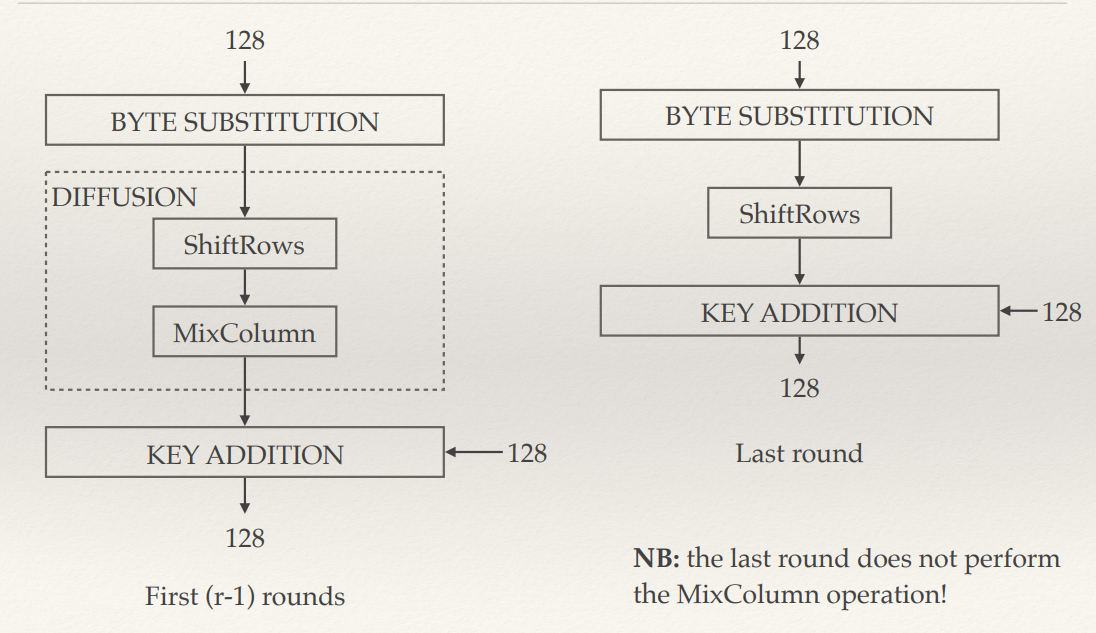 128
BYTE SUBSTITUTION
DIFFUSION
ShiftRows
MixColumn
KEY ADDITION
128
128
First (r-1) rounds
128
BYTE SUBSTITUTION
ShiftRows
KEY ADDITION
128
128
Last round
NB: the last round does not perform
the MixColumn operation!